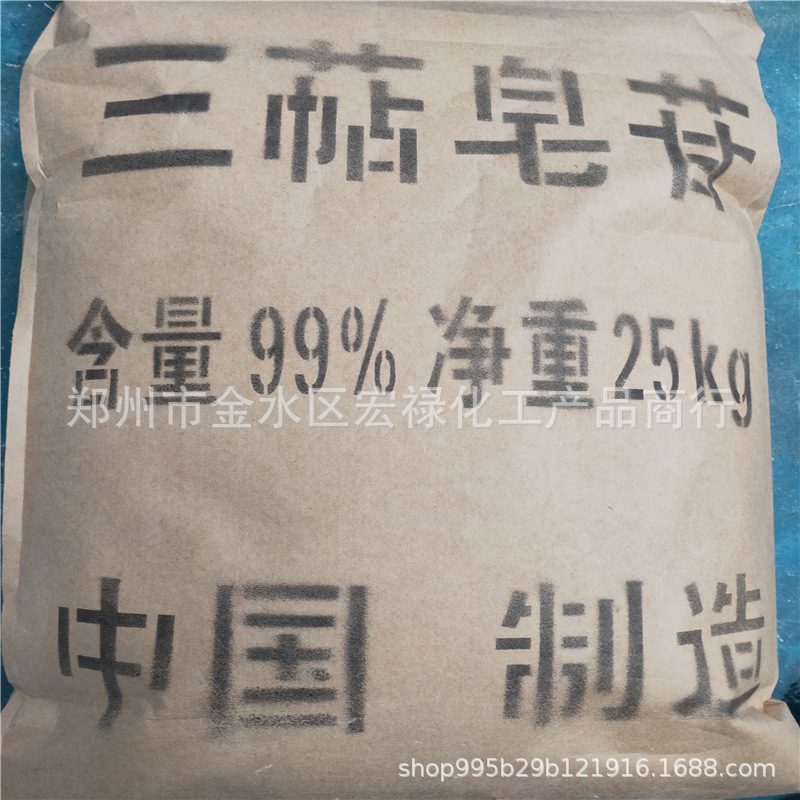 三萜皂苷
含量99% 净重25kg
郑州市金水区宏禄化工产品商行
中国 制造
shop995b29b121916.1688.com